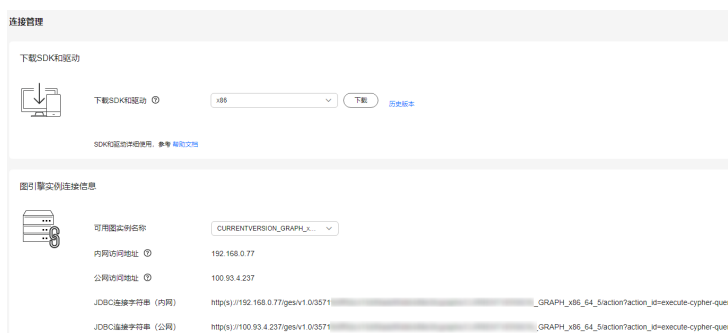 连接管理
下载SDK和驱动
下载SDK和驱动 x86 下载 历史版本
SDK和驱动详细使用，参考 帮助文档
图引擎实例连接信息
可用图实例名称 CURRENTVERSION_GRAPH_x...
内网访问地址 192.168.0.77
公网访问地址 100.93.4.237
JDBC连接字符串（内网） http(s)://192.168.0.77/ges/v1.0/3571 _GRAPH_x86_64_5/action?action_id=execute-cypher-quer
JDBC连接字符串（公网） http(s)://100.93.4.237/ges/v1.0/3571 _GRAPH_x86_64_5/action?action_id=execute-cypher-quer